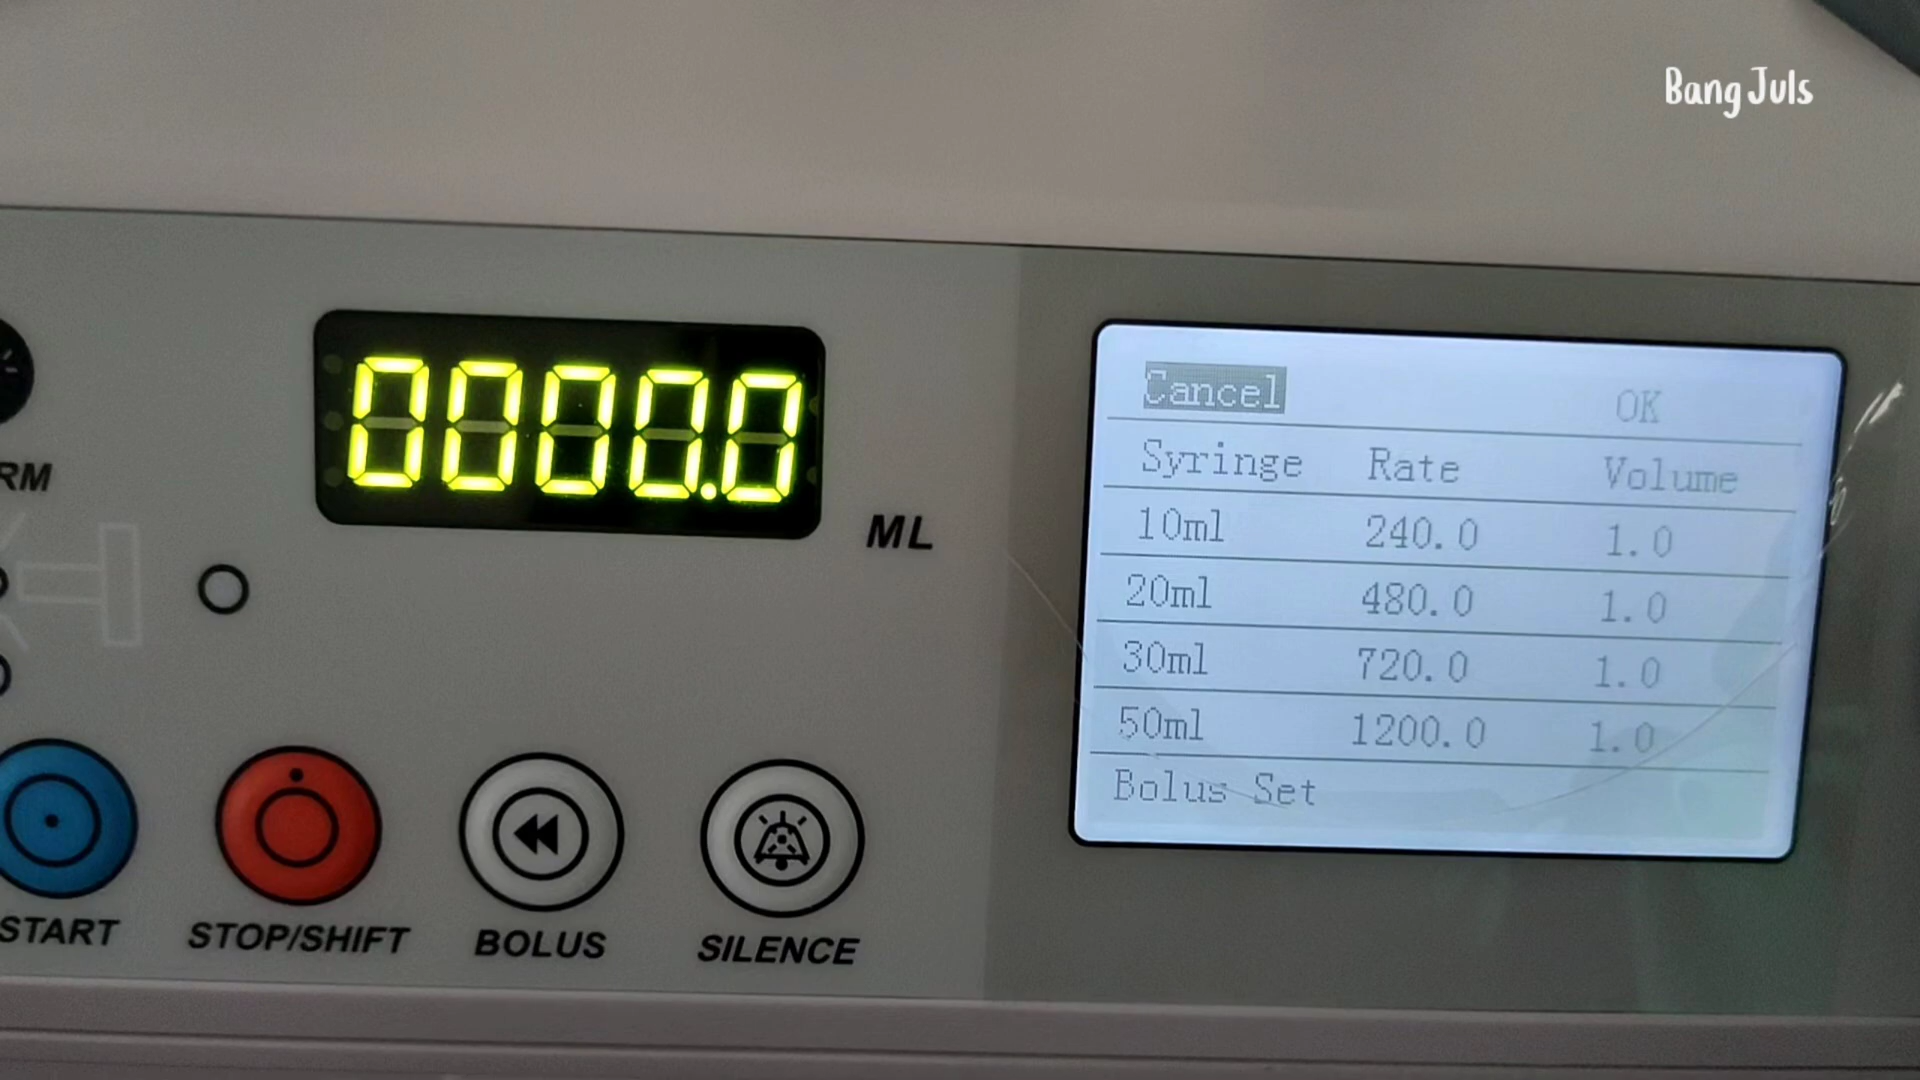 Bang Juls
0000.0
ML
RM
Cancel OK
Syringe Rate Volume
10ml 240.0 1.0
20ml 480.0 1.0
30ml 720.0 1.0
50ml 1200.0 1.0
Bolus Set
START STOP/SHIFT BOLUS SILENCE